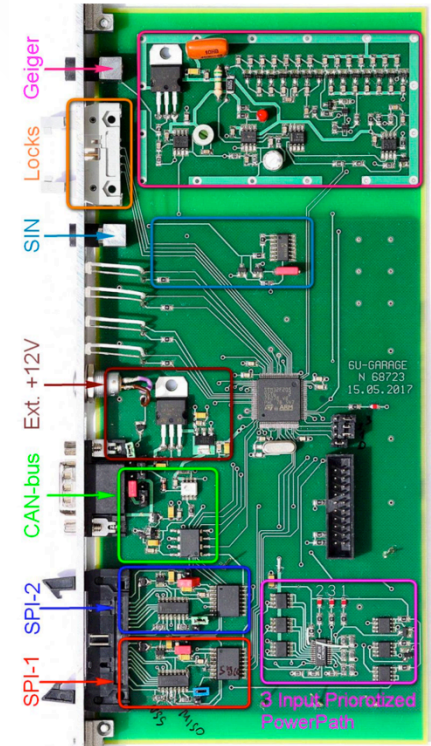 Geiger
Locks
SIN
Ext. +12V
6U-GARAGE
N 68723
15.05.2017
CAN-bus
SPI-2
2 3 1
SPI-1
3 Input Priorotized
PowerPath
MISO